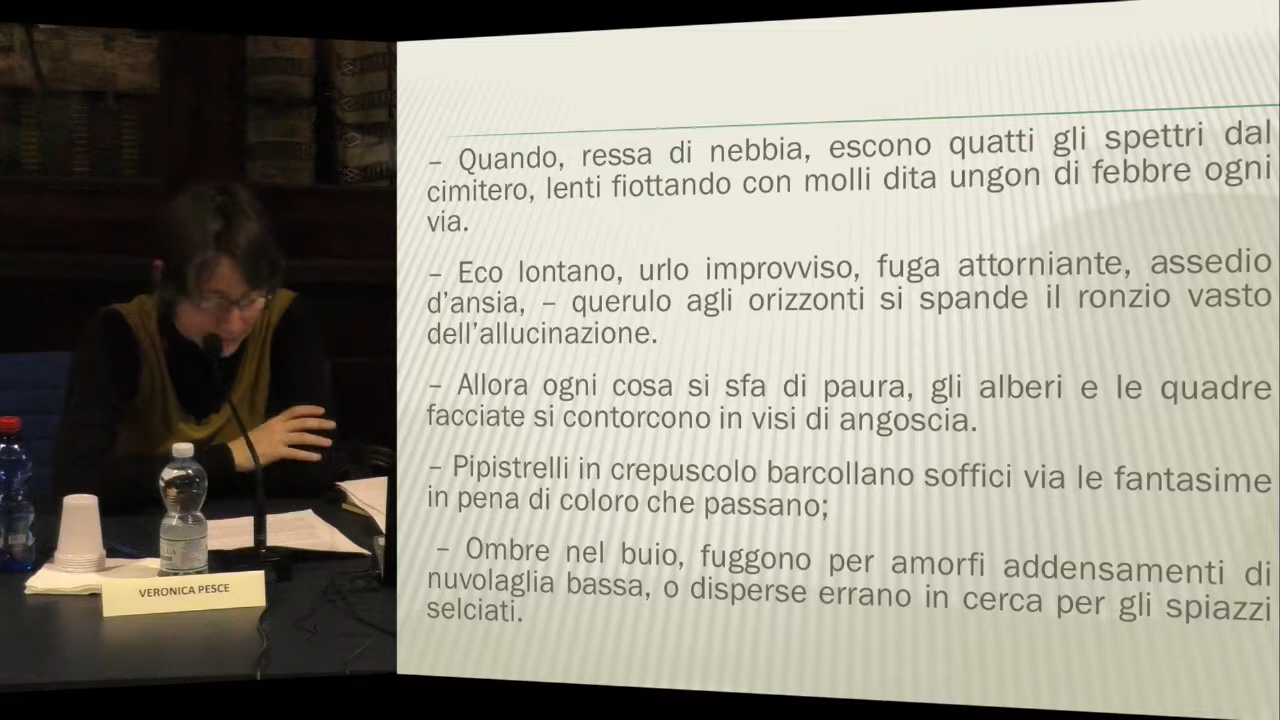 – Quando, ressa di nebbia, escono quatti gli spettri dal
cimitero, lenti fiottando con molli dita ungon di febbre ogni
via.
– Eco lontano, urlo improvviso, fuga attorniante, assedio
d’ansia, – querulo agli orizzonti si spande il ronzio vasto
dell’allucinazione.
– Allora ogni cosa si sfa di paura, gli alberi e le quadre
facciate si contorcono in visi di angoscia.
– Pipistrelli in crepuscolo barcollano soffici via le fantasime
in pena di coloro che passano;
– Ombre nel buio, fuggono per amorfi addensamenti di
nuvolaglia bassa, o disperse errano in cerca per gli spiazzi
selciati.
VERONICA PESCE